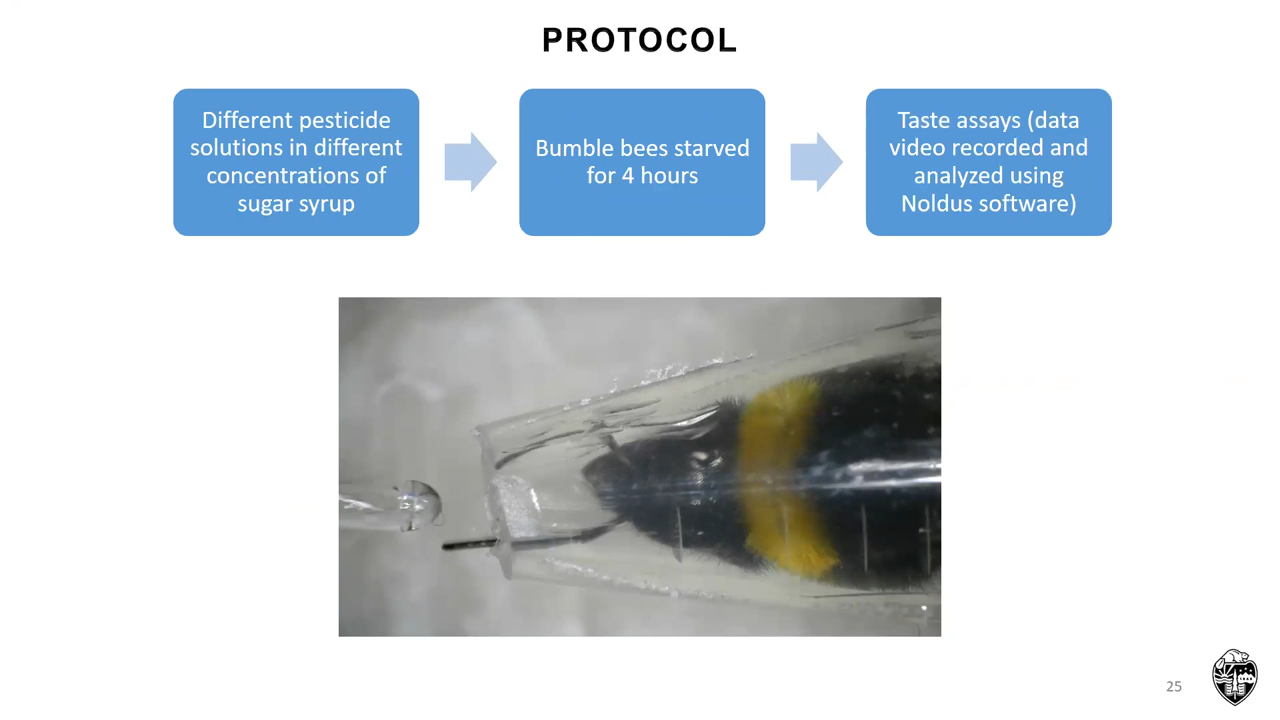 PROTOCOL
Different pesticide
solutions in different
concentrations of
sugar syrup
Bumble bees starved
for 4 hours
Taste assays (data
video recorded and
analyzed using
Noldus software)
25